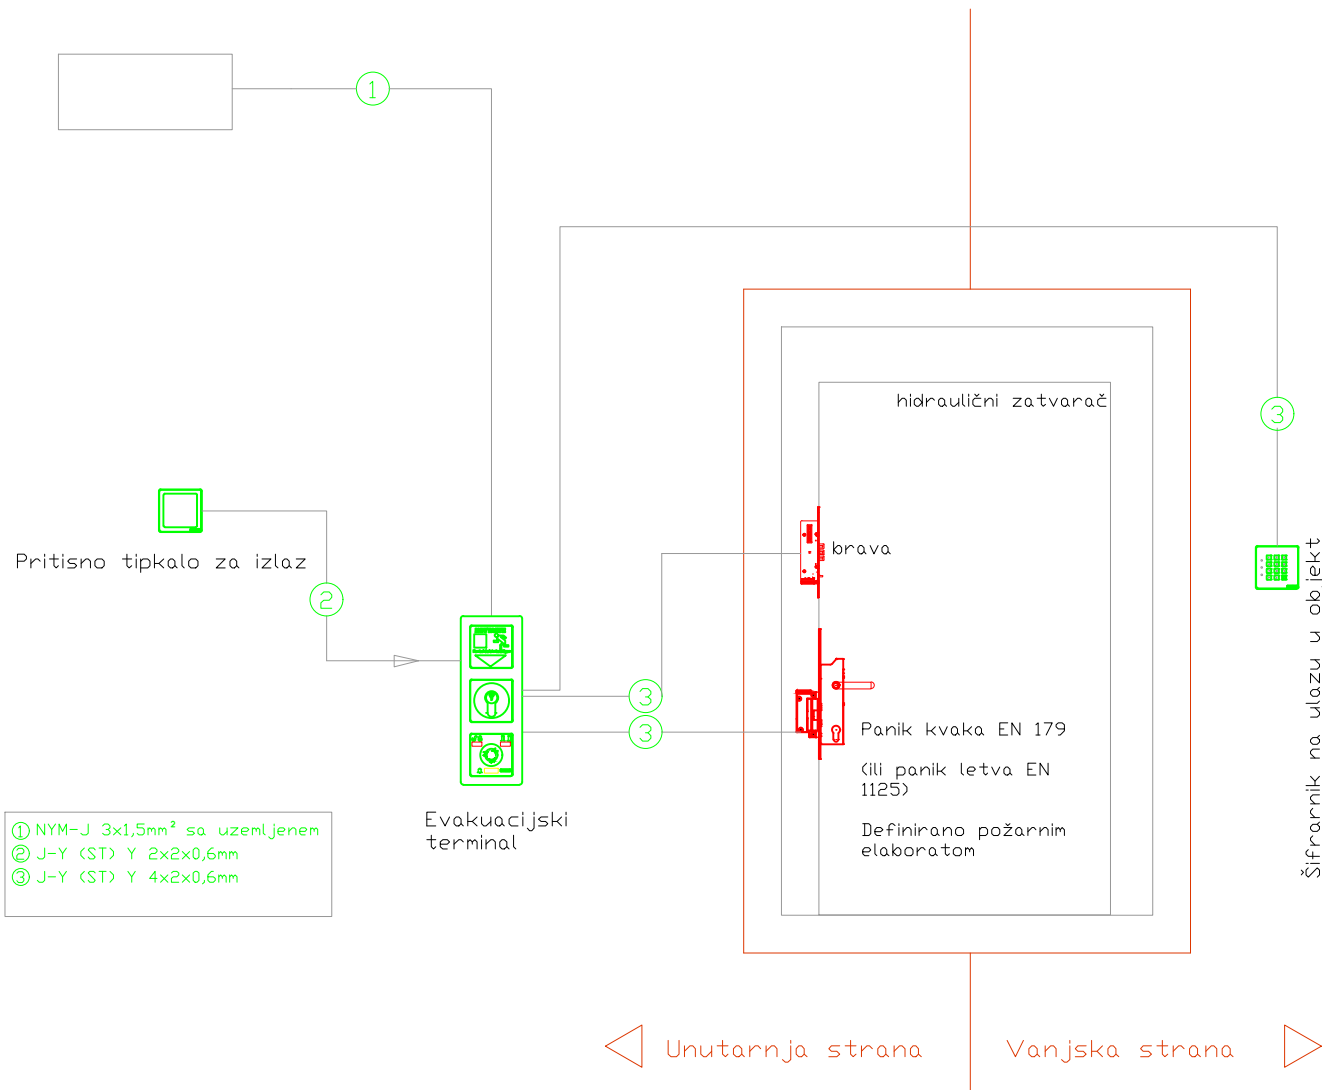 1
hidraulični zatvarač
3
brava
Pritisno tipkalo za izlaz
2
3
3
Panik kvaka EN 179
(ili panik letva EN
1125)
Definirano požarnim
elaboratom
Evakuacijski
terminal
Šifrarnik na ulazu u objekt
1 NYM-J 3x1,5mm² sa uzemljenem
2 J-Y (ST) Y 2x2x0,6mm
3 J-Y (ST) Y 4x2x0,6mm
Unutarnja strana
Vanjska strana